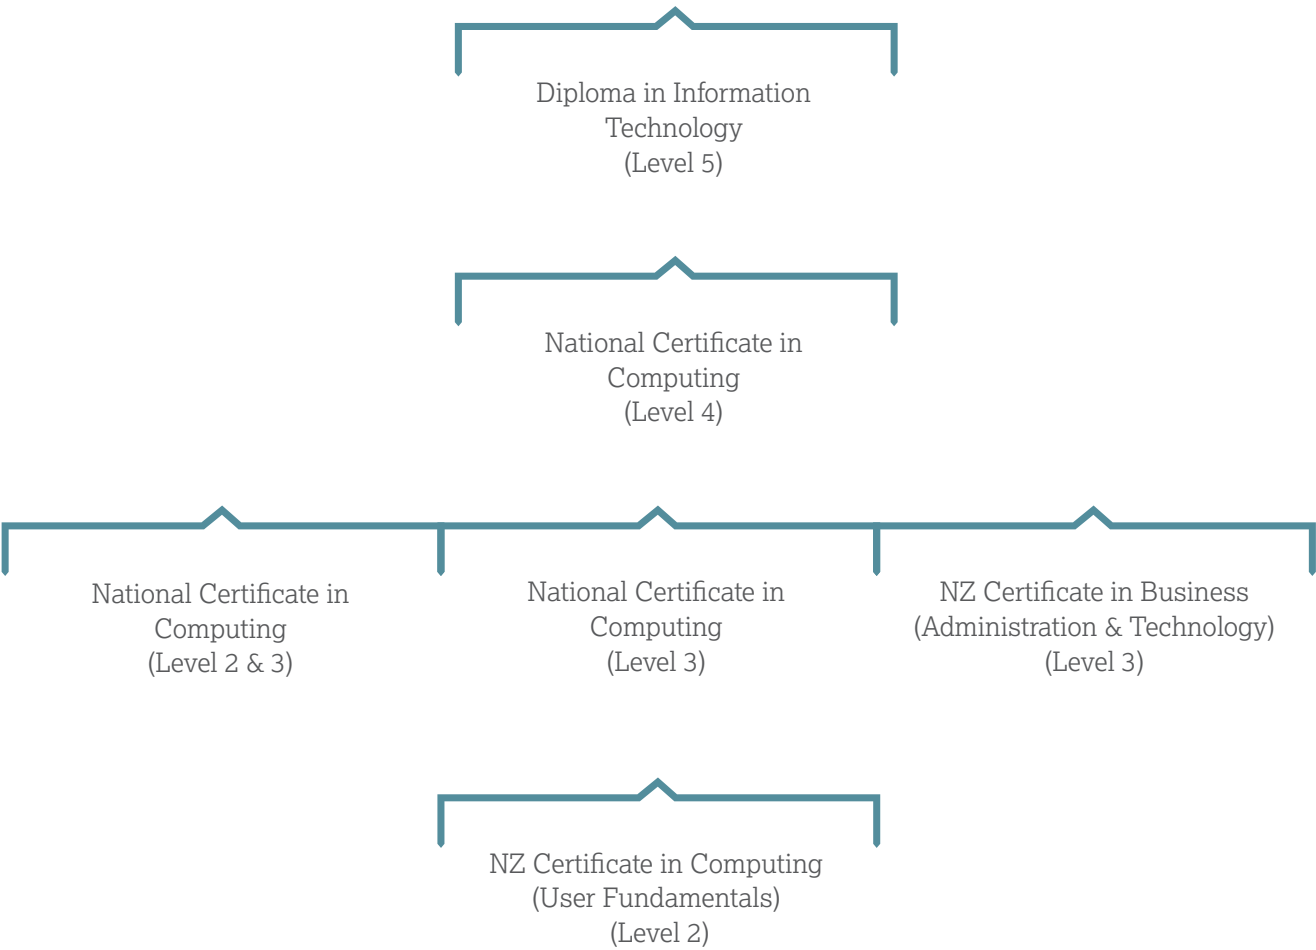 Diploma in Information
Technology
(Level 5)
National Certificate in
Computing
(Level 4)
National Certificate in
Computing
(Level 2 & 3)
National Certificate in
Computing
(Level 3)
NZ Certificate in Business
(Administration & Technology)
(Level 3)
NZ Certificate in Computing
(User Fundamentals)
(Level 2)